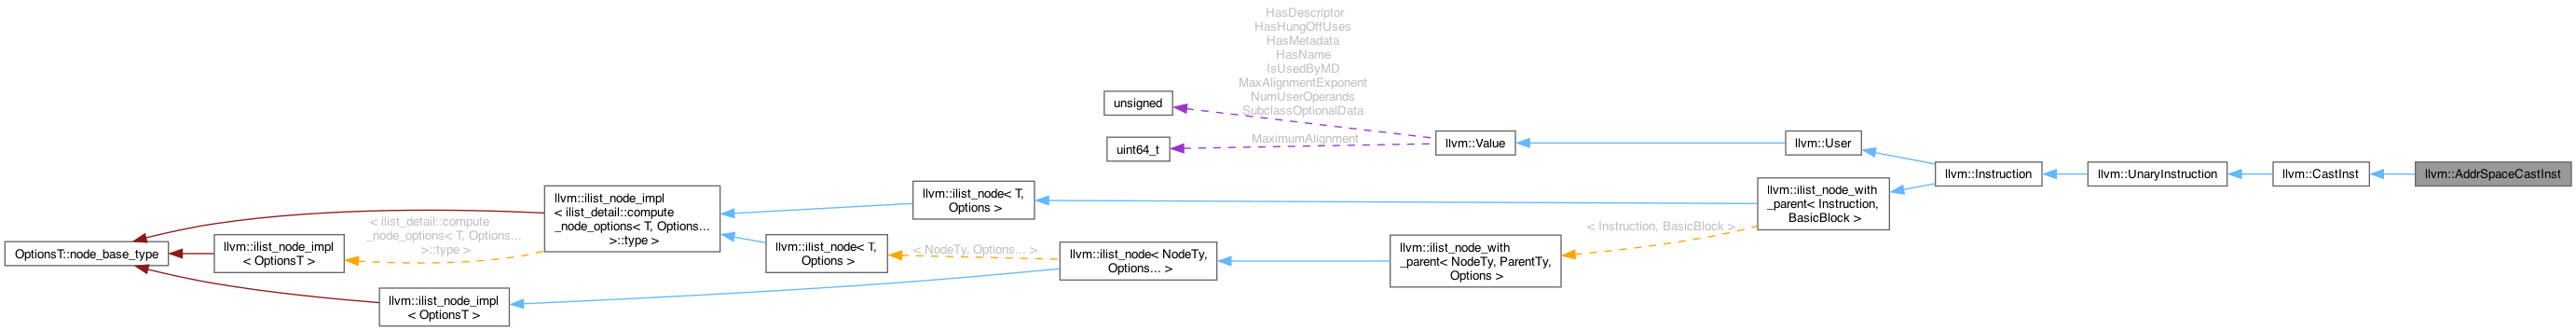 HasDescriptor
HasHungOffUses
HasMetadata
HasName
IsUsedByMD
MaxAlignmentExponent
NumUserOperands
SubclassOptionalData
unsigned
MaximumAlignment
uint64_t
llvm::Value
llvm::User
llvm::Instruction
llvm::UnaryInstruction
llvm::CastInst
llvm::AddrSpaceCastInst
llvm::ilist_node_with
_parent< Instruction,
BasicBlock >
llvm::ilist_node< T,
Options >
llvm::ilist_node_impl
< ilist_detail::compute
_node_options< T, Options...
>::type >
< ilist_detail::compute
_node_options< T, Options...
>::type >
OptionsT::node_base_type
llvm::ilist_node_impl
< OptionsT >
llvm::ilist_node< T,
Options >
< NodeTy, Options... >
llvm::ilist_node< NodeTy,
Options... >
llvm::ilist_node_with
_parent< NodeTy, ParentTy,
Options >
< Instruction, BasicBlock >
llvm::ilist_node_impl
< OptionsT >